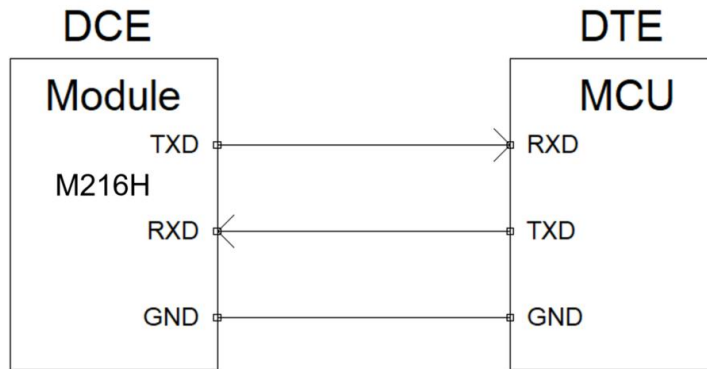 DCE DTE
Module MCU
TXD RXD
M216H
RXD TXD
GND GND